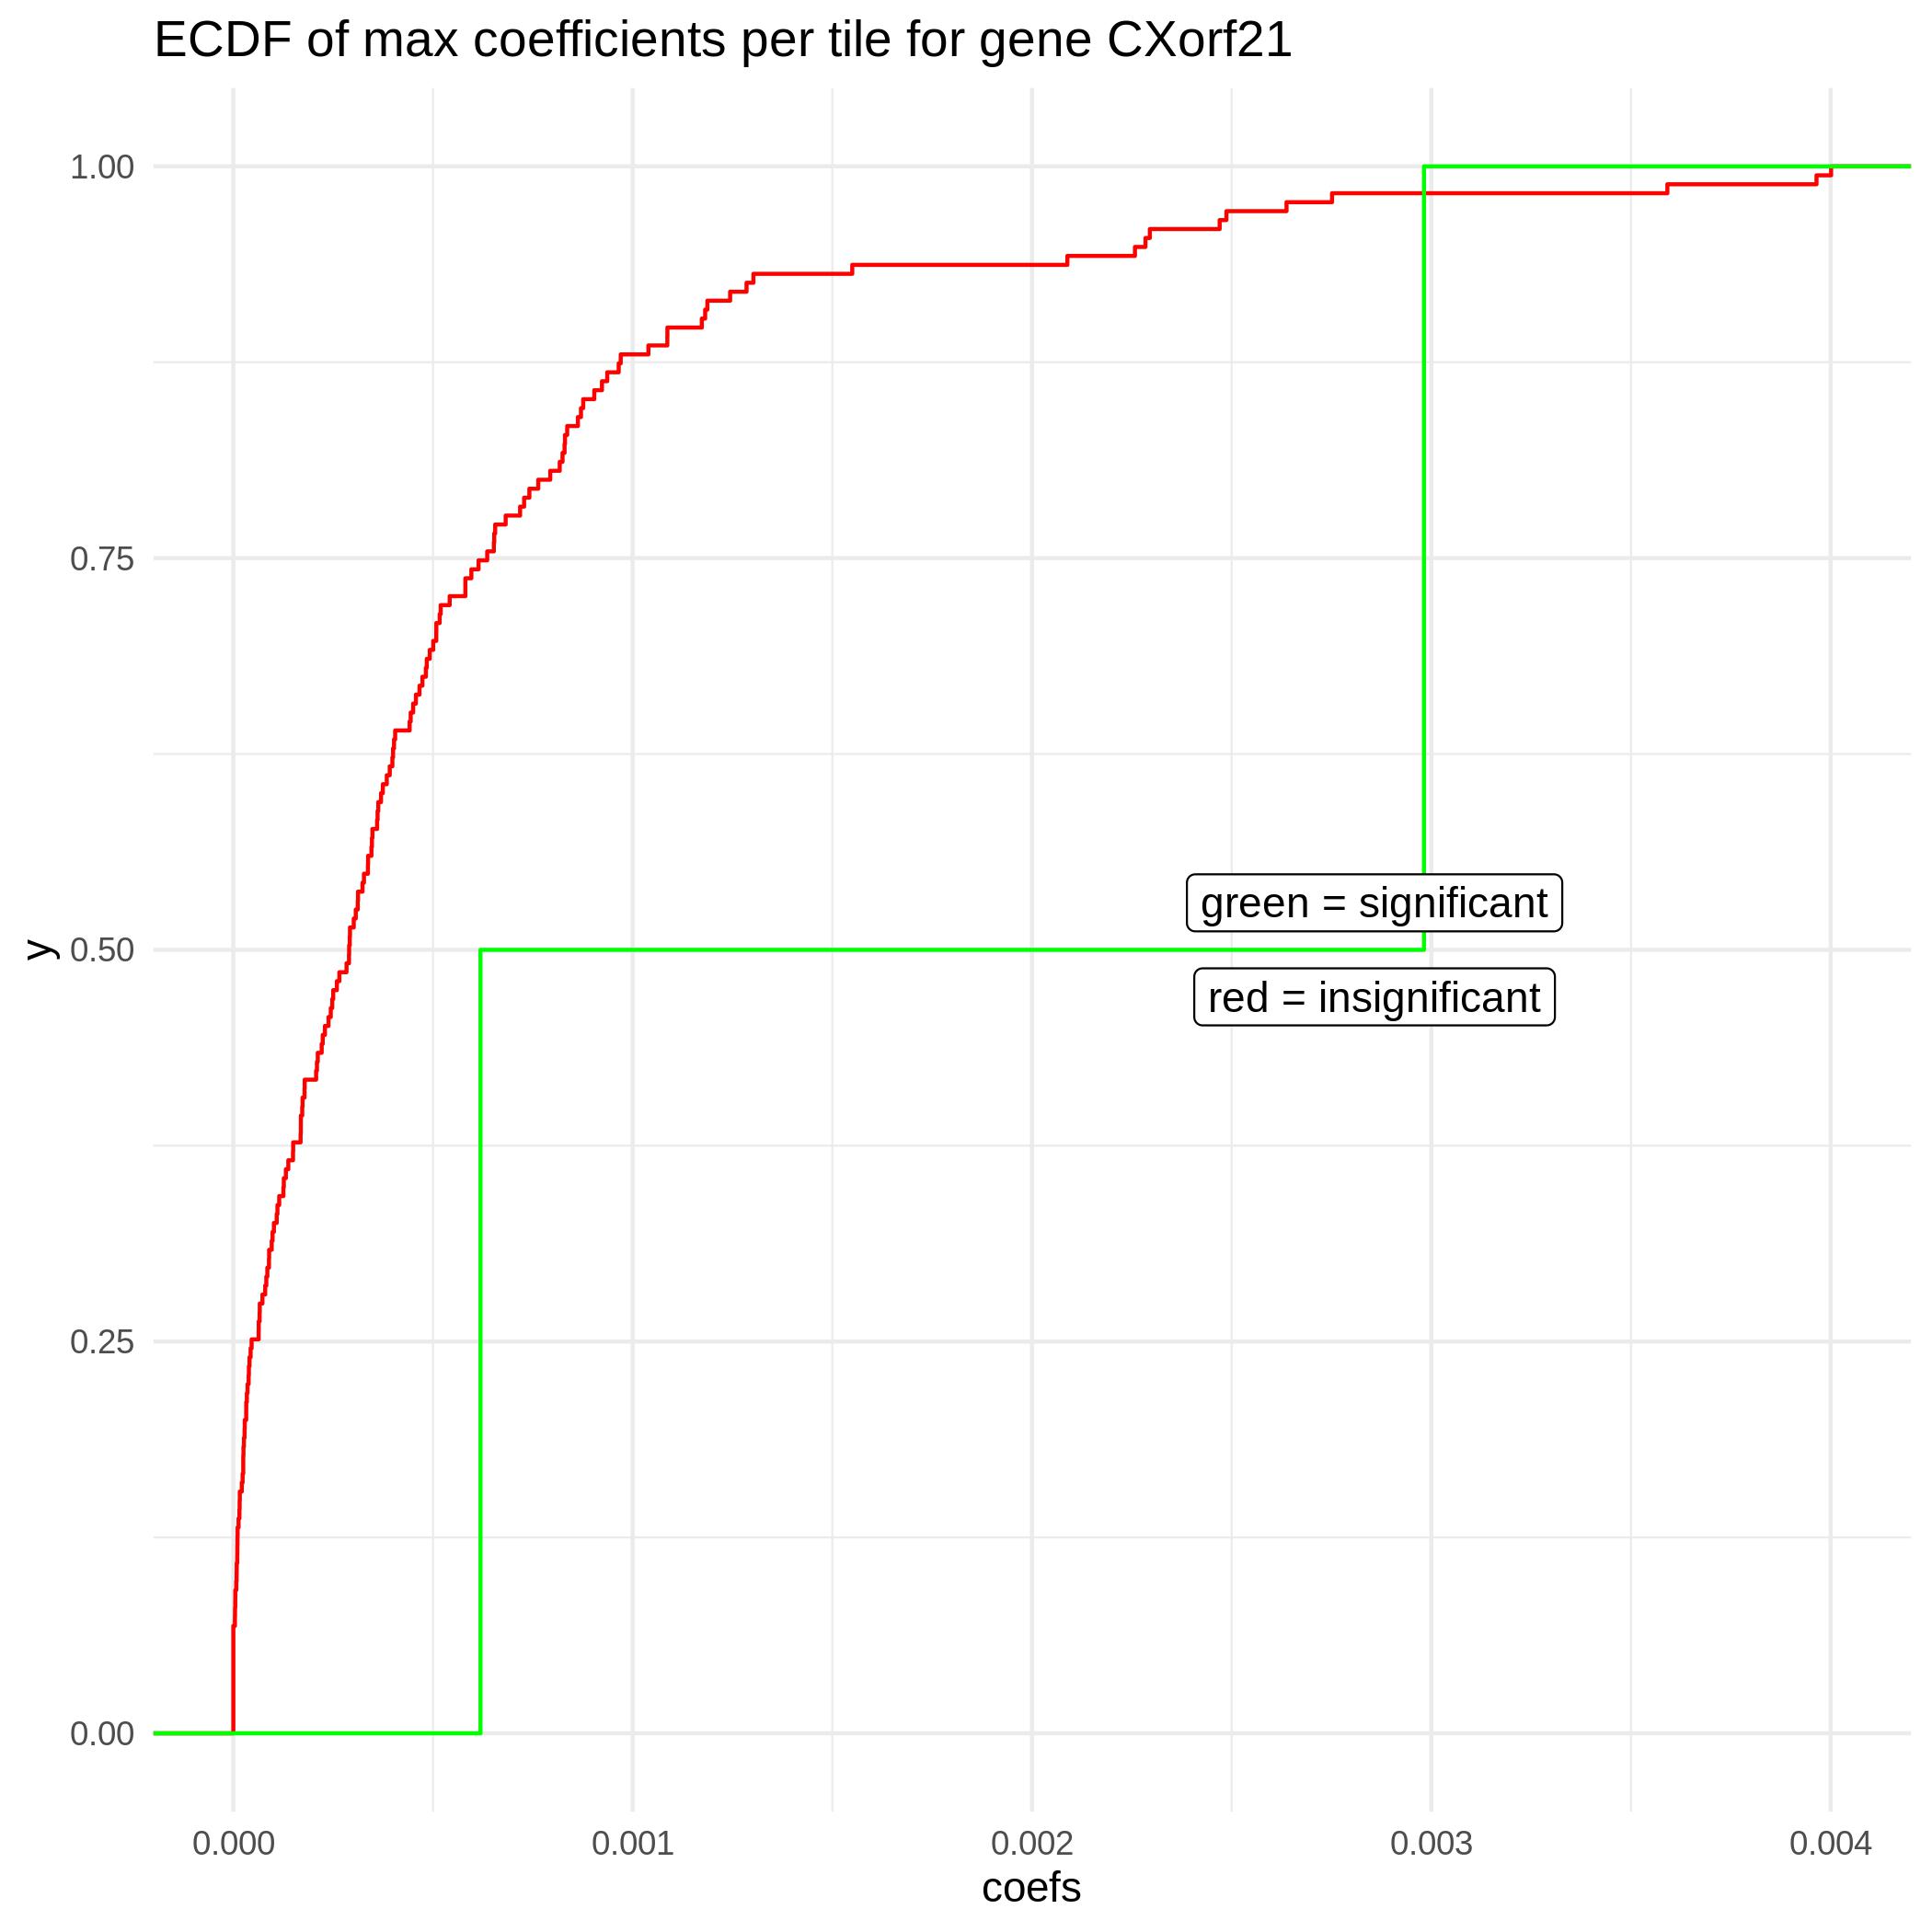 ECDF of max coefficients per tile for gene CXorf21
1.00
0.75
0.50
0.25
0.00
y
green = significant
red = insignificant
0.000 0.001 0.002 0.003 0.004
coefs